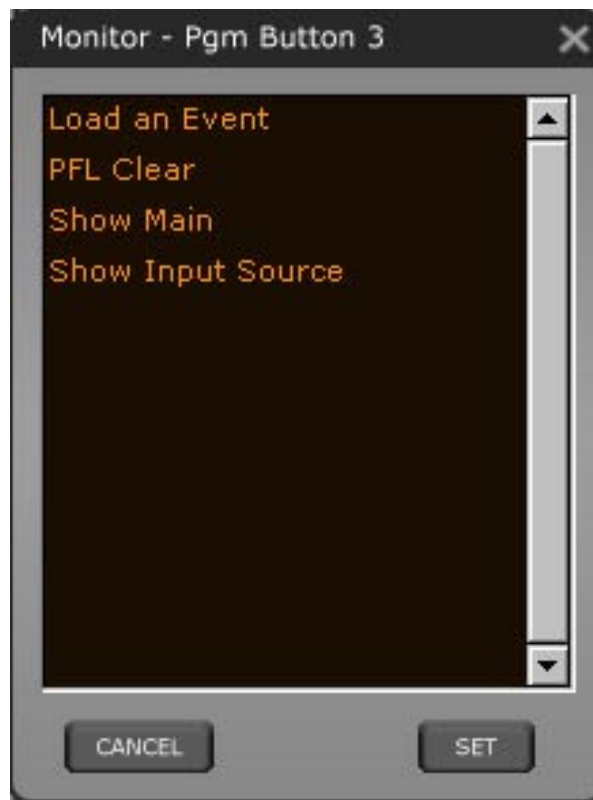 Monitor - Pgm Button 3
Load an Event
PFL Clear
Show Main
Show Input Source
CANCEL
SET